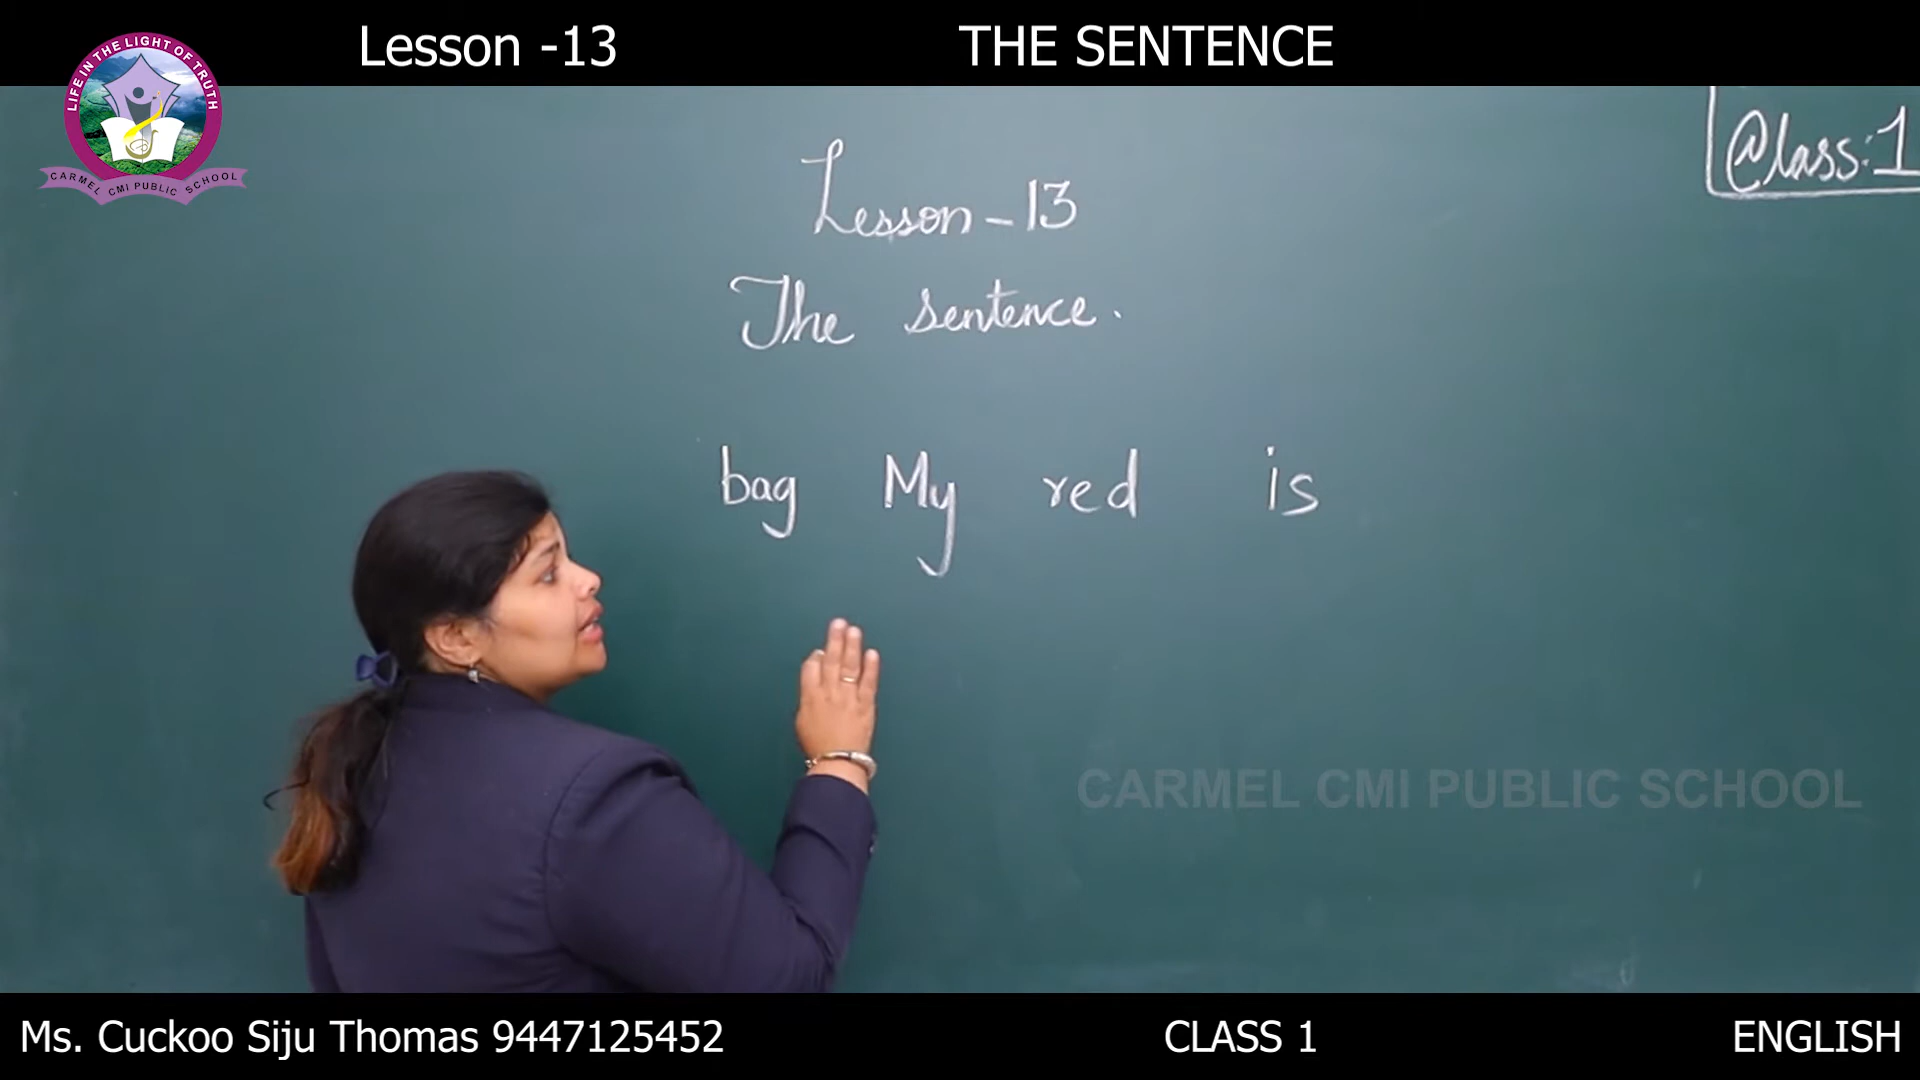 Lesson -13
THE SENTENCE
LIFE IN THE LIGHT OF TRUTH
CARMEL CMI PUBLIC SCHOOL
Class:1
Lesson - 13
The sentence.
bag My red is
CARMEL CMI PUBLIC SCHOOL
Ms. Cuckoo Siju Thomas 9447125452
CLASS 1
ENGLISH